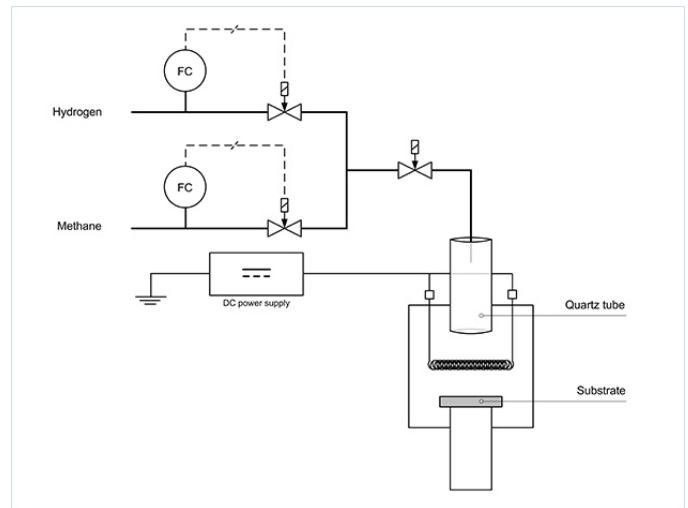 FC
Hydrogen
FC
Methane
DC power supply
Quartz tube
Substrate